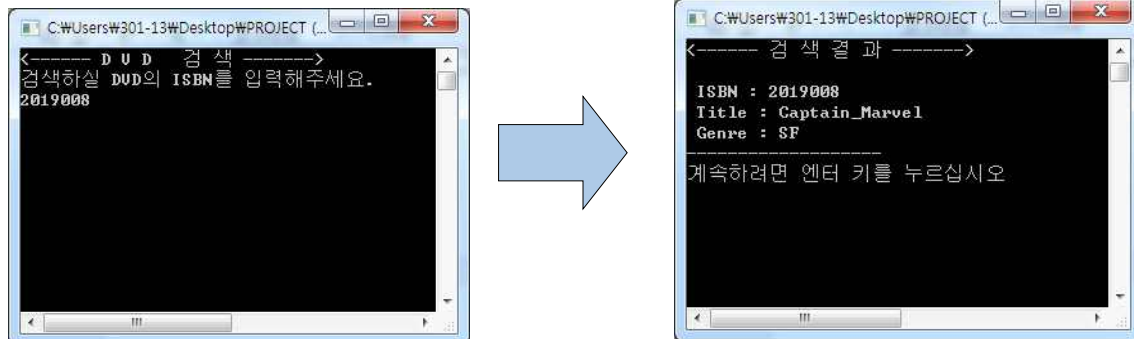 C:₩Users₩301-13₩Desktop₩PROJECT (...
<------ D V D 검 색 ------->
검색하실 DVD의 ISBN를 입력해주세요.
2019008
C:₩Users₩301-13₩Desktop₩PROJECT (...
<------ 검 색 결 과 ------->
ISBN : 2019008
Title : Captain_Marvel
Genre : SF
-------------------
계속하려면 엔터 키를 누르십시오